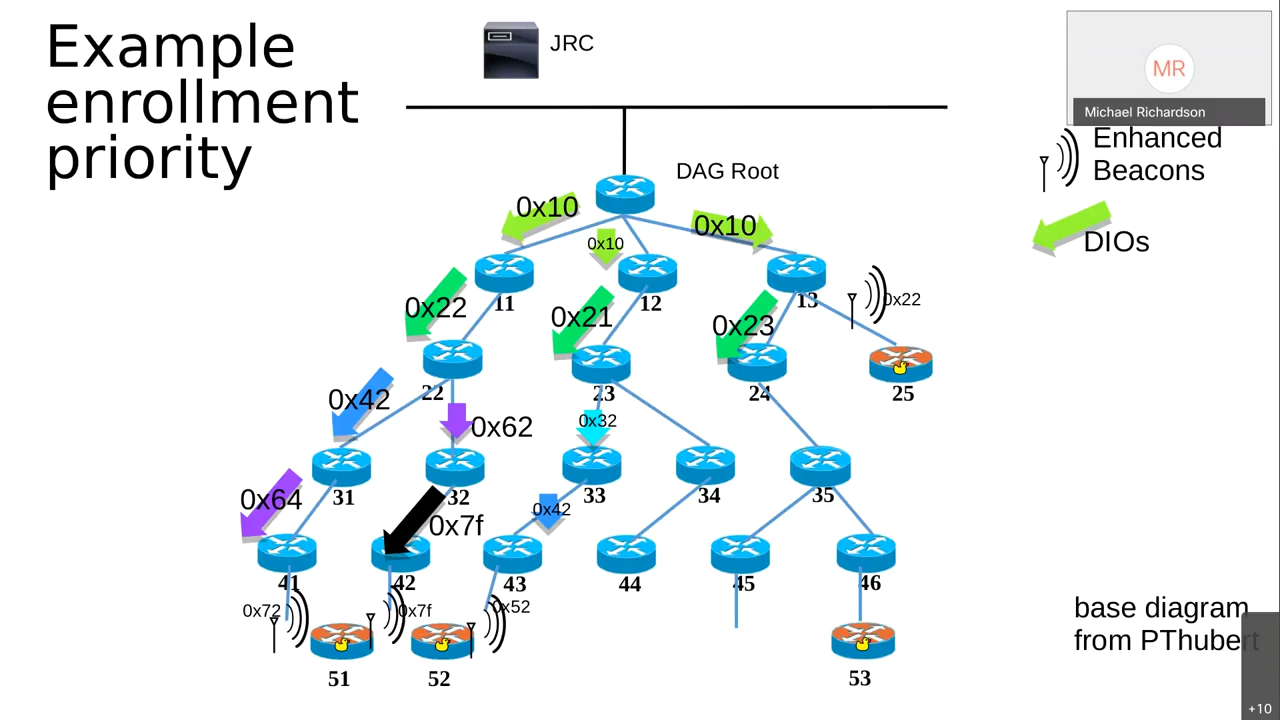 Example
enrollment
priority
JRC
MR
Michael Richardson
Enhanced
Beacons
DIOs
DAG Root
0x10
0x10
0x10
11
12
13
0x22
0x22
0x21
0x23
22
23
24
25
0x42
0x62
0x32
31
32
33
34
35
0x64
0x7f
0x42
41
42
43
44
45
46
0x72
0x7f
0x52
51
52
53
base diagram
from PThubert
+10